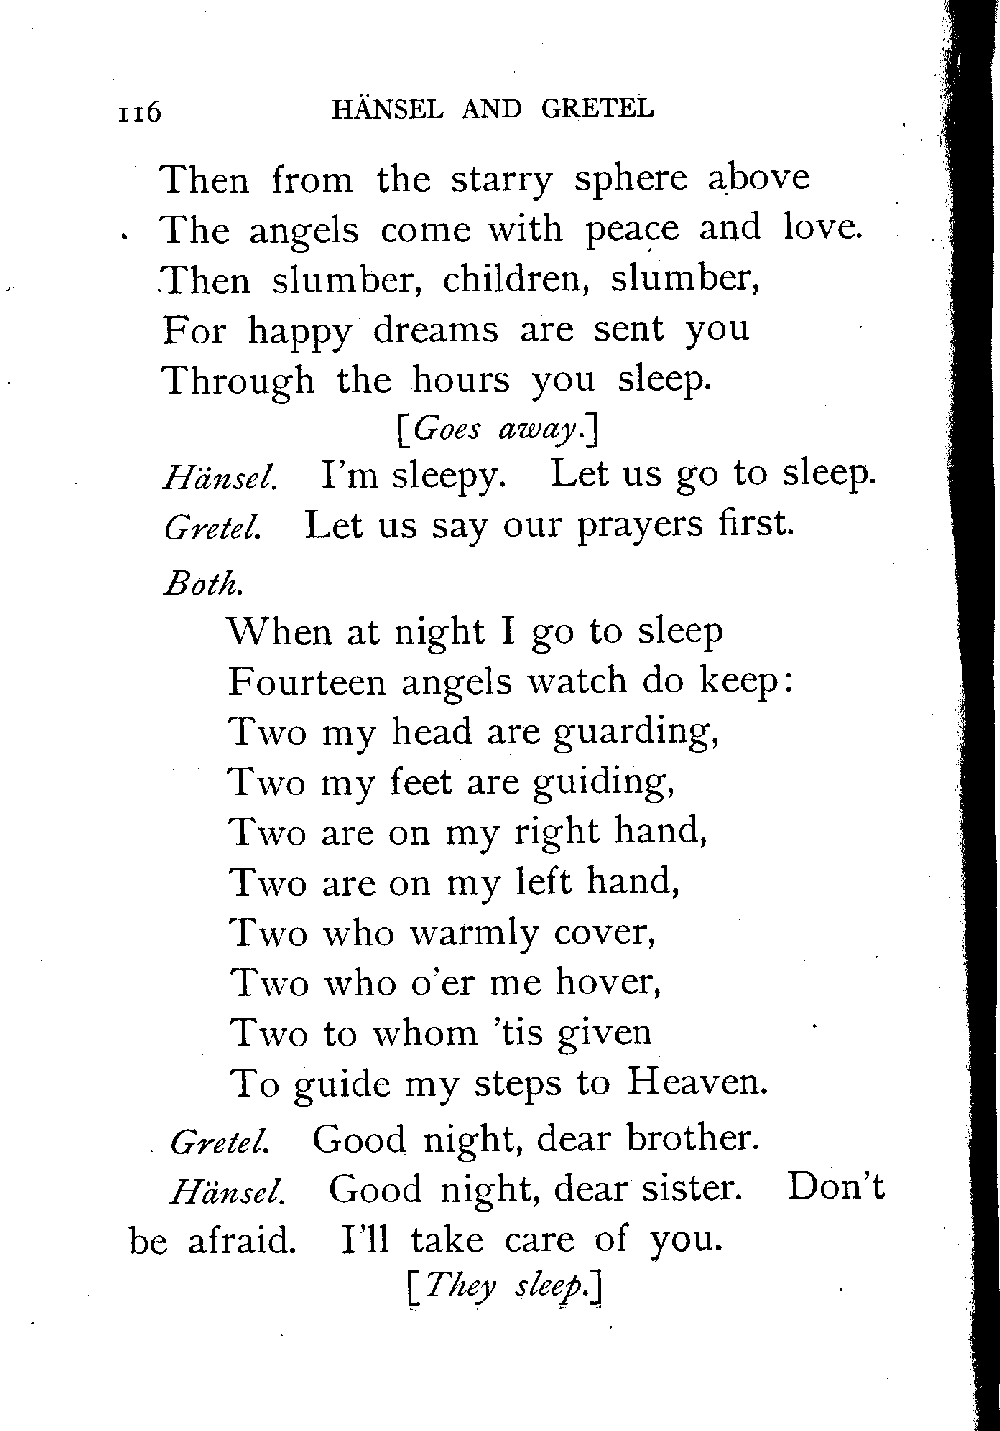 116 HÄNSEL AND GRETEL
Then from the starry sphere above
The angels come with peace and love.
Then slumber, children, slumber,
For happy dreams are sent you
Through the hours you sleep.
[Goes away.]
Hänsel. I'm sleepy. Let us go to sleep.
Gretel. Let us say our prayers first.
Both.
When at night I go to sleep
Fourteen angels watch do keep:
Two my head are guarding,
Two my feet are guiding,
Two are on my right hand,
Two are on my left hand,
Two who warmly cover,
Two who o'er me hover,
Two to whom 'tis given
To guide my steps to Heaven.
Gretel. Good night, dear brother.
Hänsel. Good night, dear sister. Don't
be afraid. I'll take care of you.
[They sleep.]